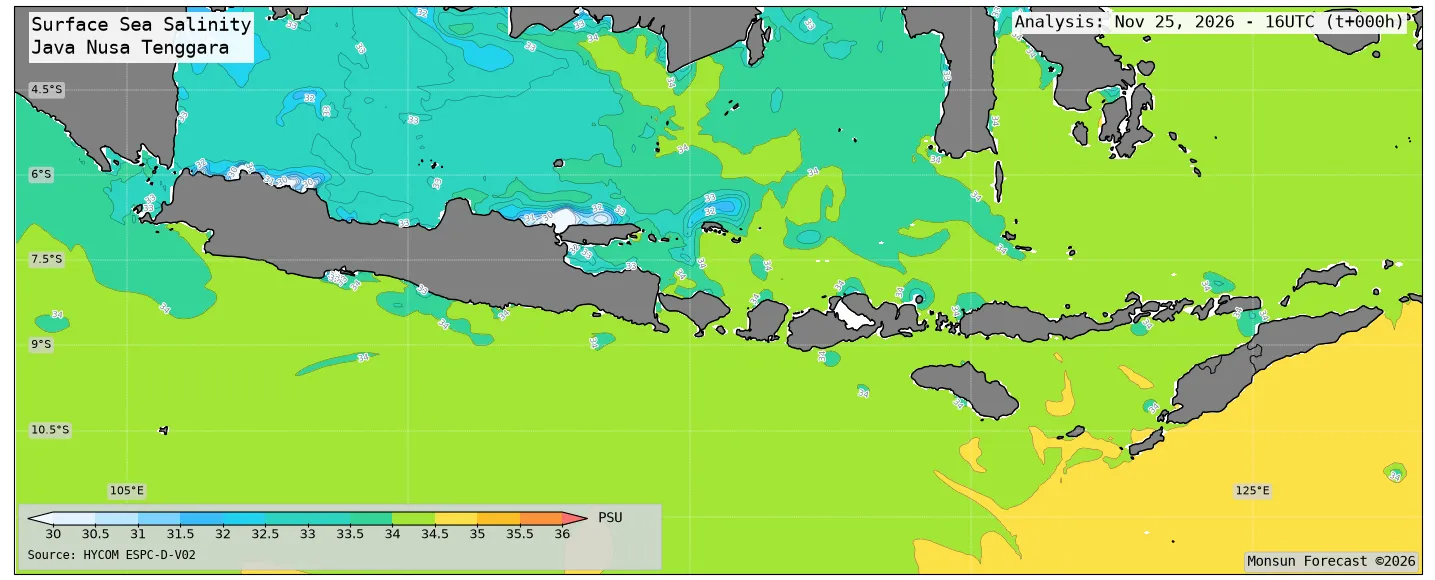 Surface Sea Salinity
Java Nusa Tenggara
Analysis: Nov 25, 2026 - 16UTC (t+000h)
4.5°S
6°S
7.5°S
9°S
10.5°S
105°E
125°E
30 30.5 31 31.5 32 32.5 33 33.5 34 34.5 35 35.5 36
PSU
Source: HYCOM ESPC-D-V02
Monsun Forecast ©2026